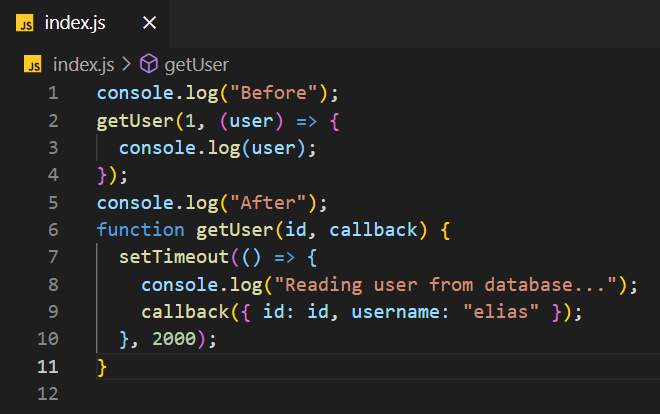 JS index.js ×
JS index.js > getUser
1 console.log("Before");
2 getUser(1, (user) => {
3   console.log(user);
4 });
5 console.log("After");
6 function getUser(id, callback) {
7   setTimeout(() => {
8     console.log("Reading user from database...");
9     callback({ id: id, username: "elias" });
10   }, 2000);
11 }
12